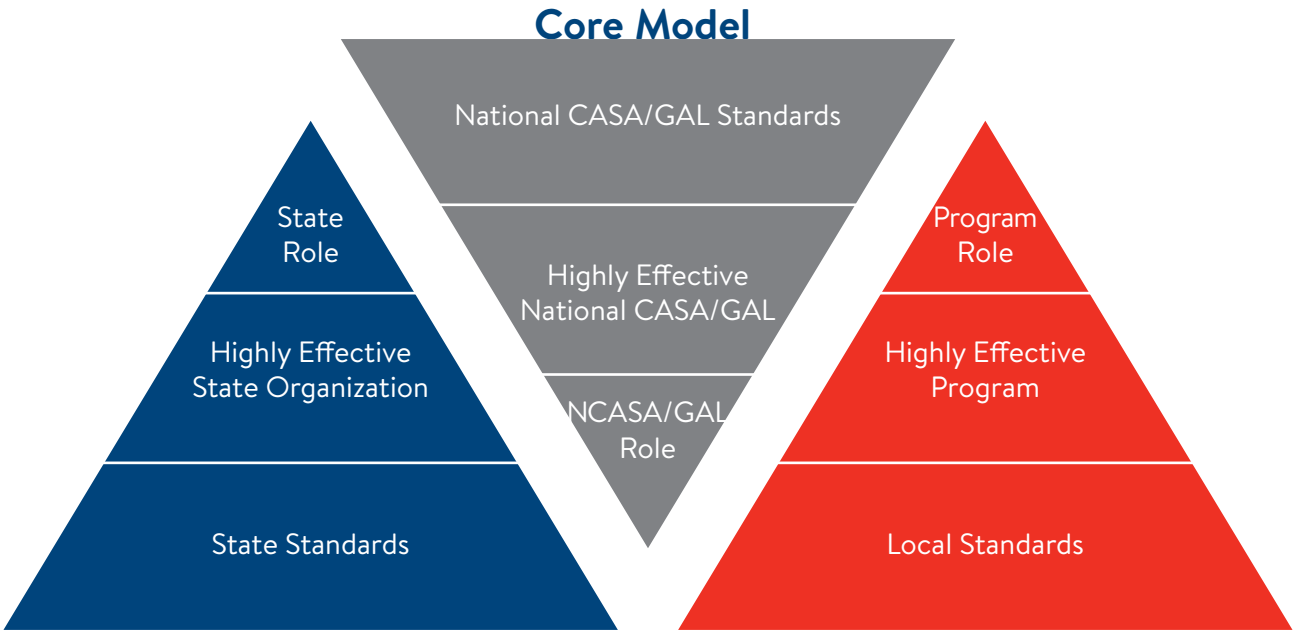 Core Model
National CASA/GAL Standards
State
Role
Highly Effective
State Organization
State Standards
Highly Effective
National CASA/GAL
NCASA/GAL
Role
Program
Role
Highly Effective
Program
Local Standards